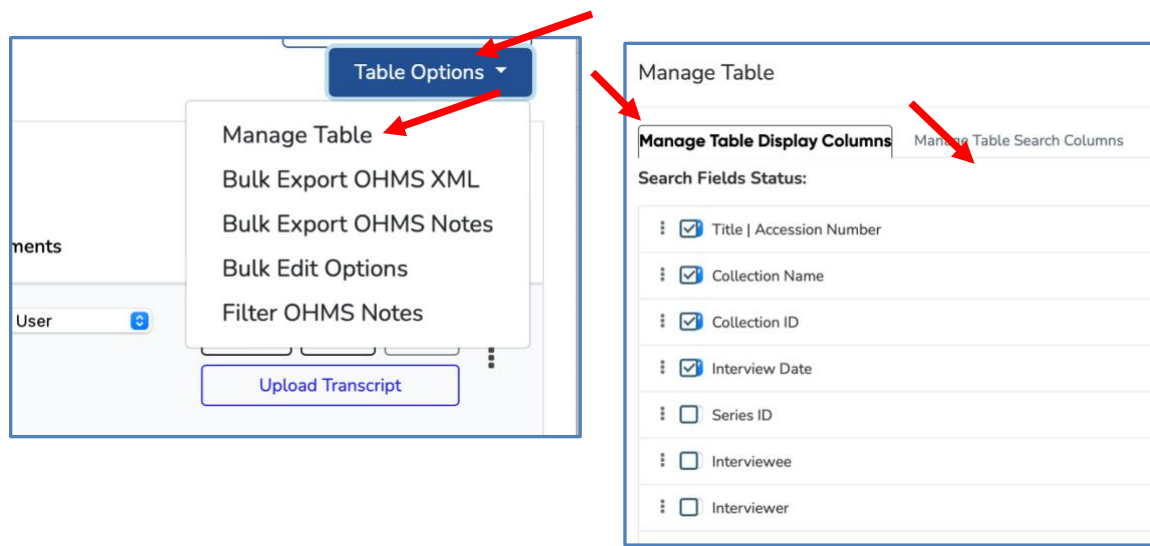 Table Options
Manage Table
Bulk Export OHMS XML
Bulk Export OHMS Notes
Bulk Edit Options
Filter OHMS Notes
ments
User
Upload Transcript
Manage Table
Manage Table Display Columns Manage Table Search Columns
Search Fields Status:
Title | Accession Number
Collection Name
Collection ID
Interview Date
Series ID
Interviewee
Interviewer